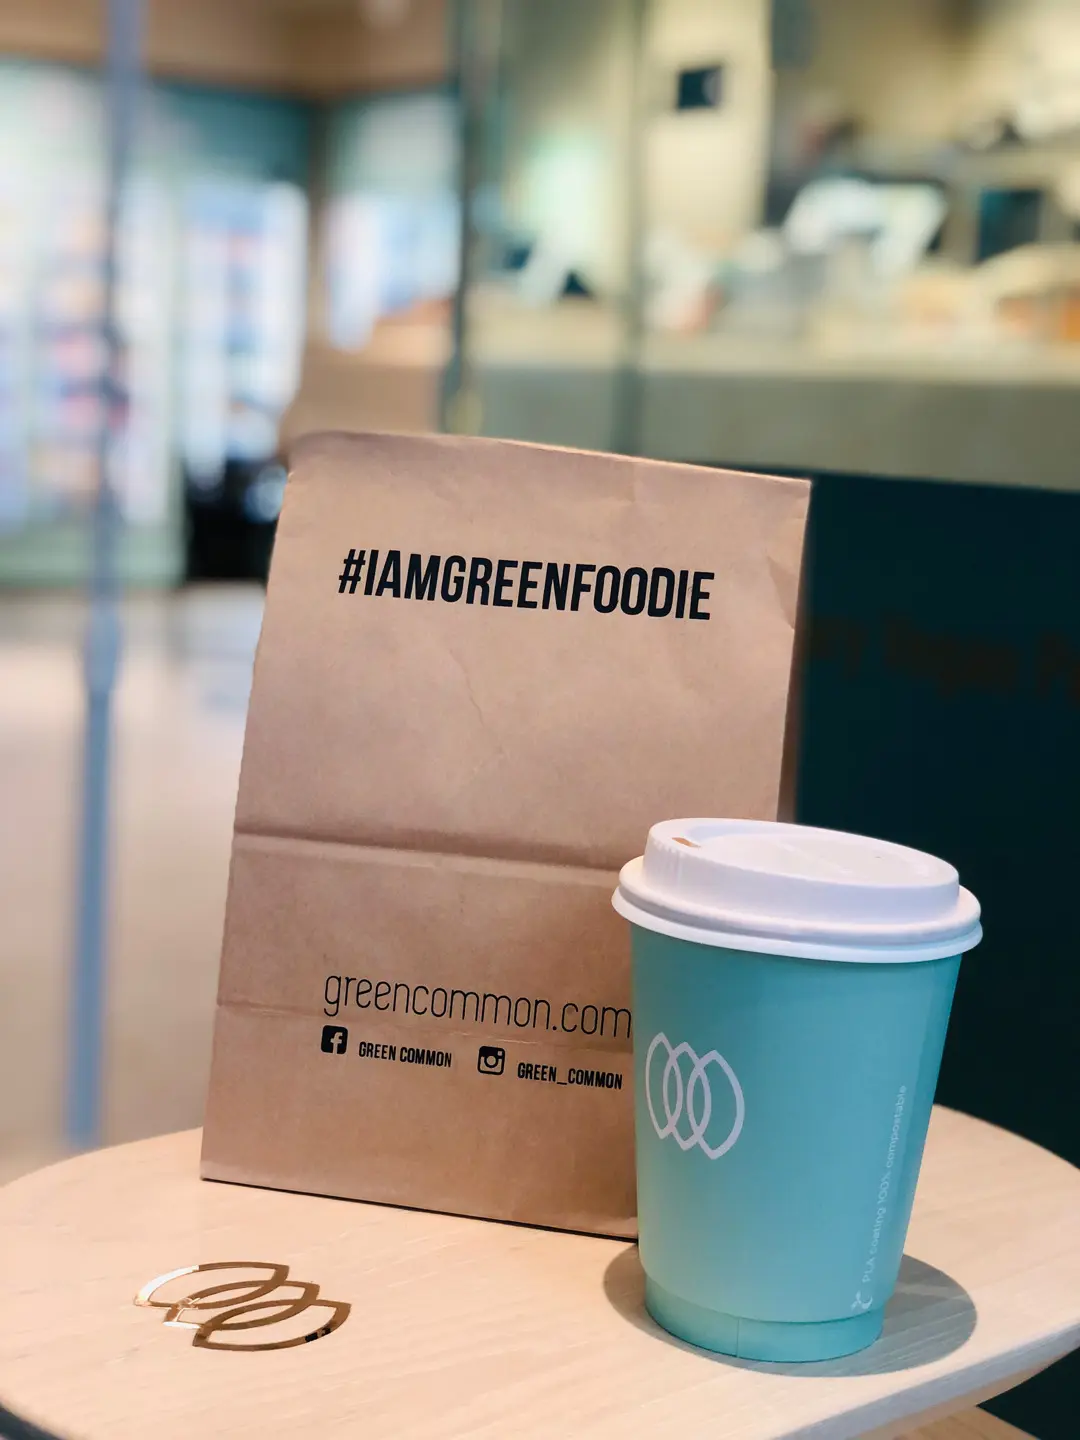 #IAMGREENFOODIE
greencommon.com
GREEN COMMON GREEN_COMMON
PLA coating 100% compostable